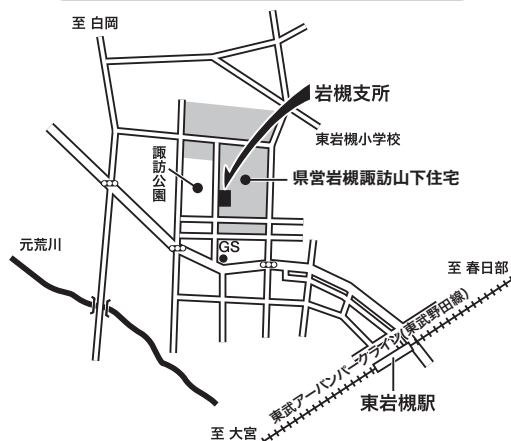 至 白岡
岩槻支所
東岩槻小学校
諏訪公園
県営岩槻諏訪山下住宅
元荒川
GS
至 春日部
東武アーバンパークライン(東武野田線)
東岩槻駅
至 大宮